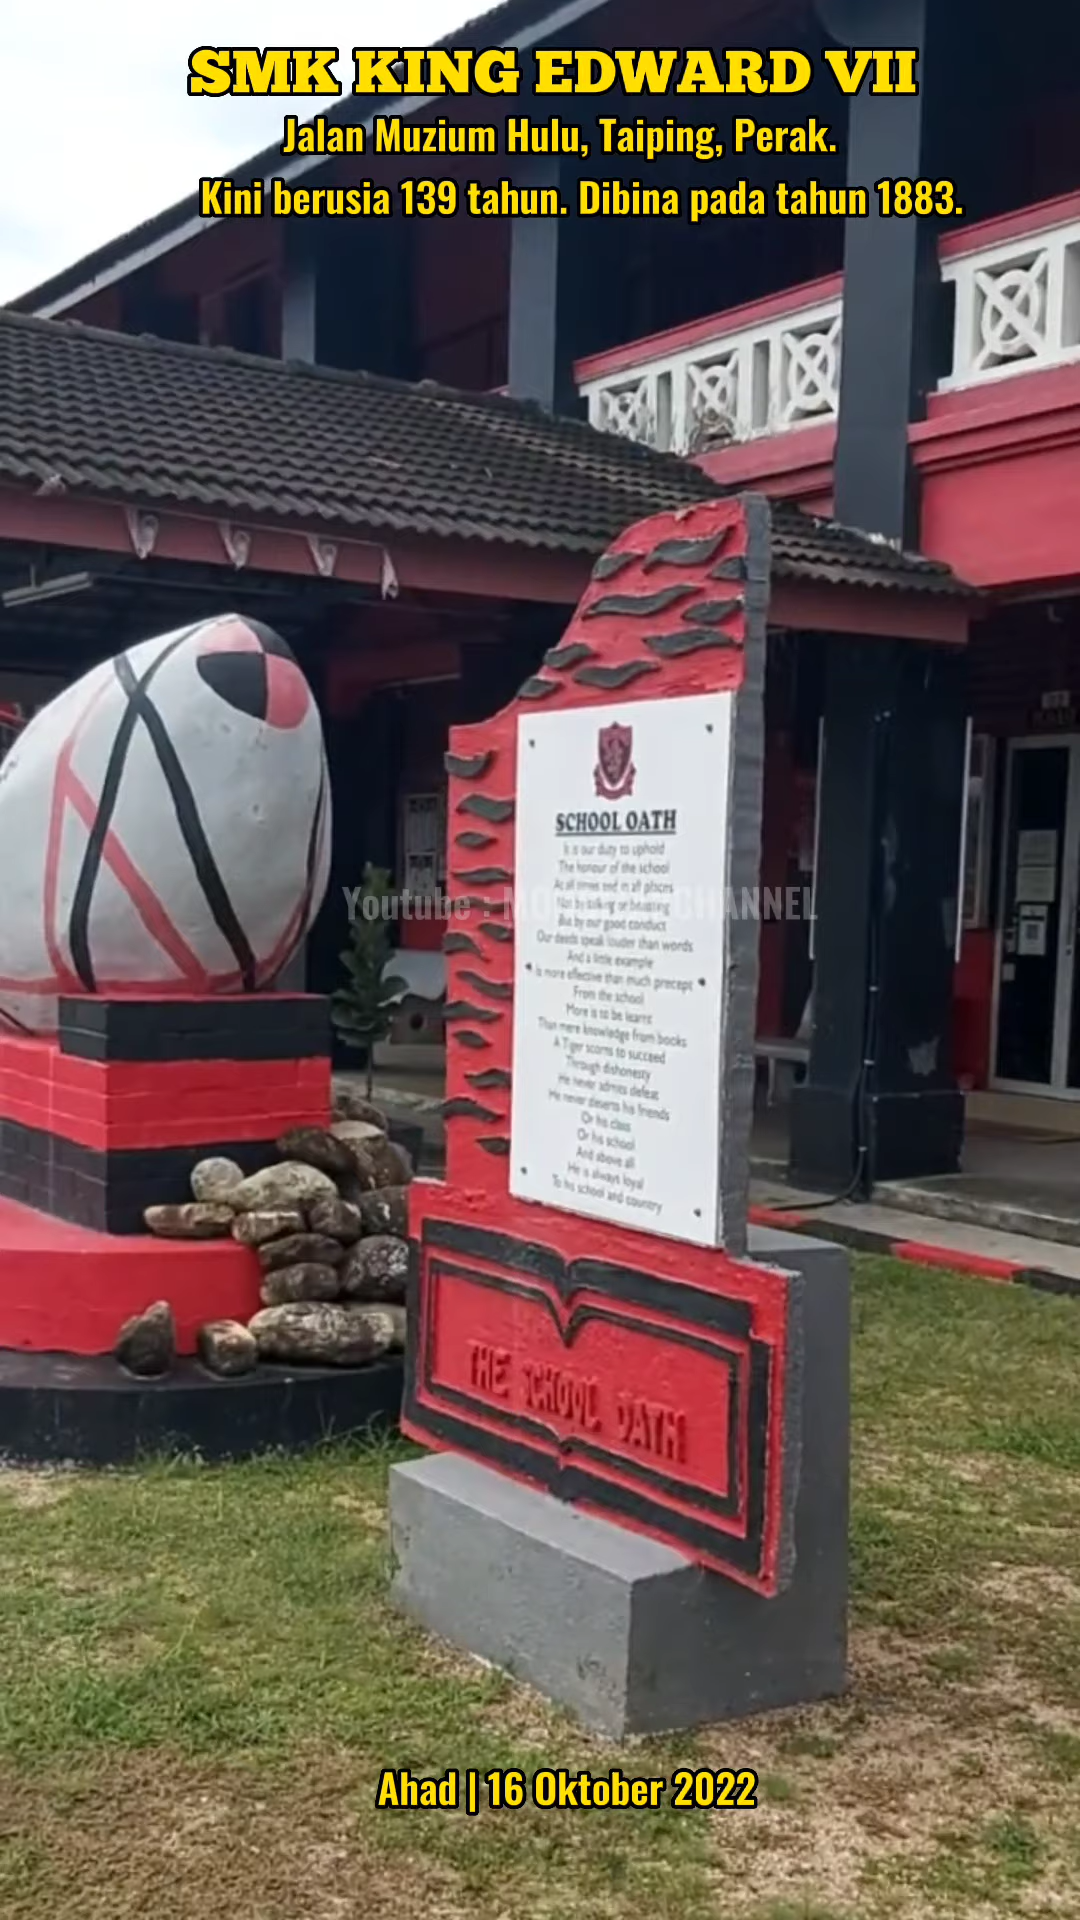 SMK KING EDWARD VII
Jalan Muzium Hulu, Taiping, Perak.
Kini berusia 139 tahun. Dibina pada tahun 1883.
SCHOOL OATH
It is our duty to uphold
The honour of the school
At all times and in all places
Not by talking or boasting
But by our good conduct
Our deeds speak louder than words
And a little example
Is more effective than much precept
From the school
More is to be learnt
Than mere knowledge from books
A Tiger scorns to succeed
Through dishonesty
He never admits defeat
He never deserts his friends
Or his class
Or his school
And above all
He is always loyal
To his school and country
Youtube : CHANNEL
THE SCHOOL OATH
Ahad | 16 Oktober 2022